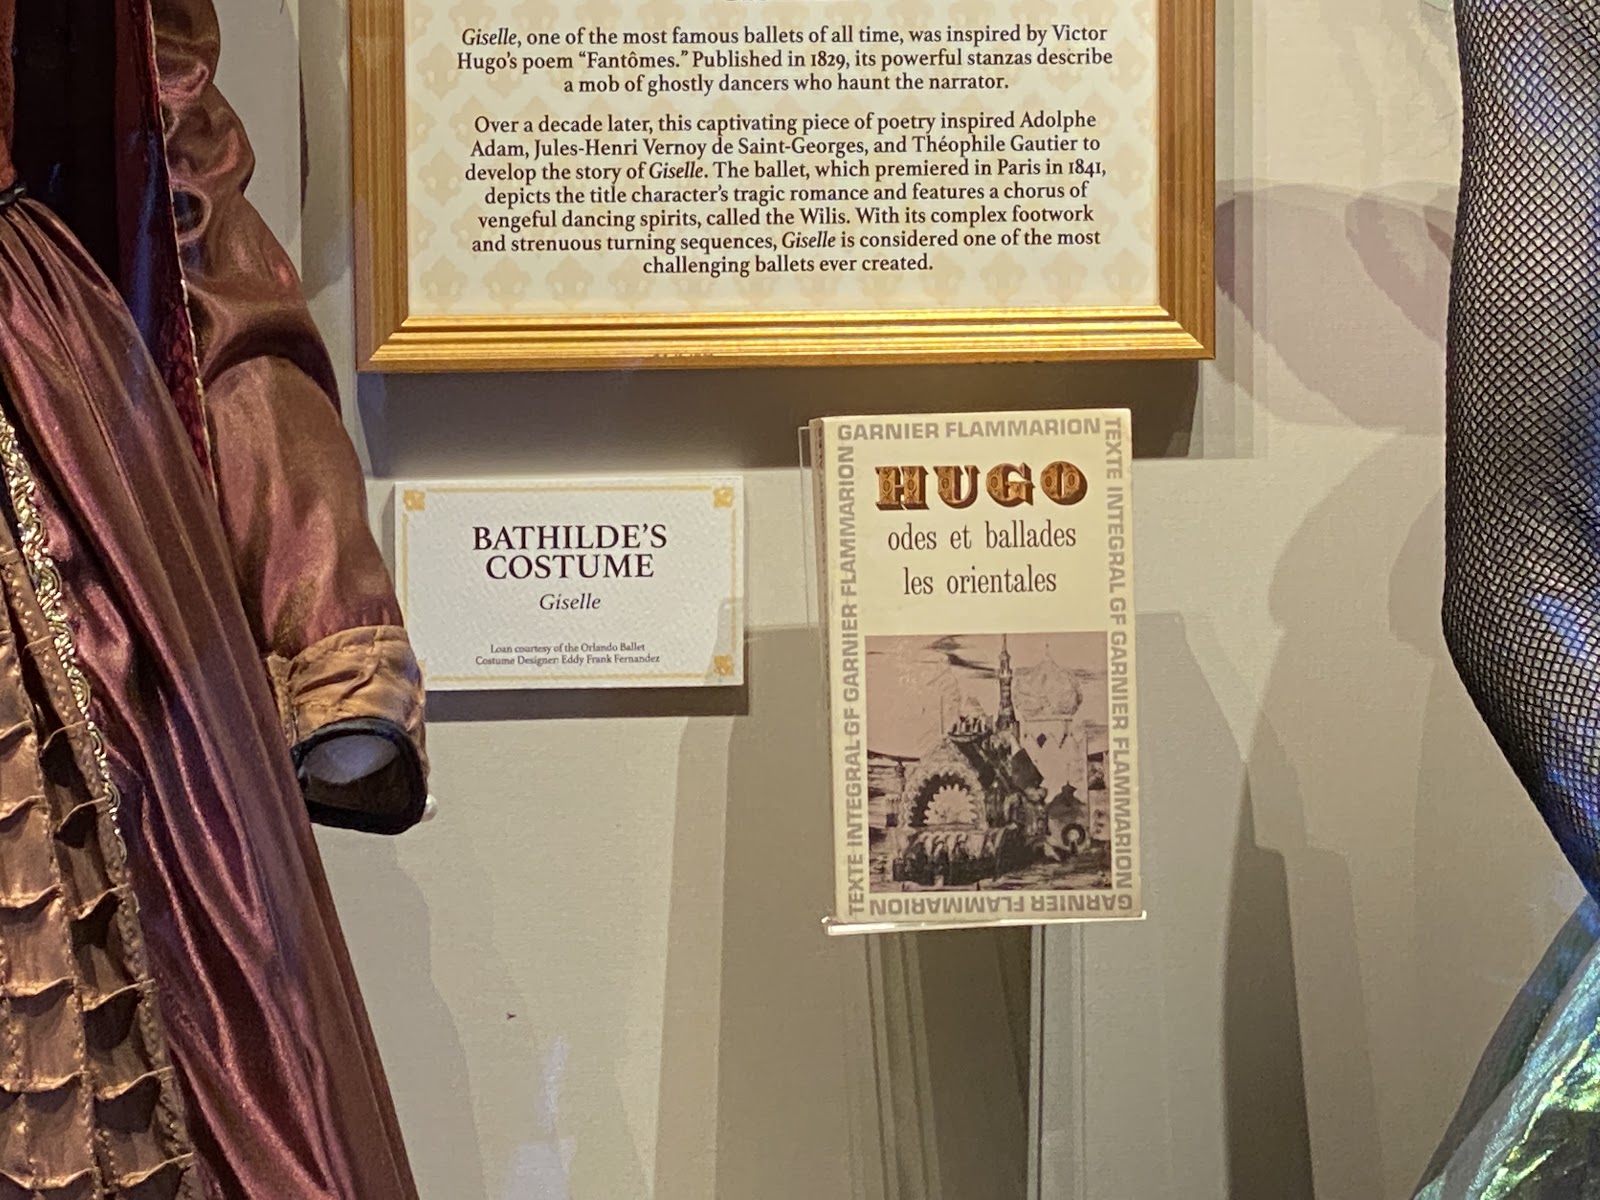 Giselle, one of the most famous ballets of all time, was inspired by Victor
Hugo's poem “Fantômes.” Published in 1829, its powerful stanzas describe
a mob of ghostly dancers who haunt the narrator.
Over a decade later, this captivating piece of poetry inspired Adolphe
Adam, Jules-Henri Vernoy de Saint-Georges, and Théophile Gautier to
develop the story of Giselle. The ballet, which premiered in Paris in 1841,
depicts the title character's tragic romance and features a chorus of
vengeful dancing spirits, called the Wilis. With its complex footwork
and strenuous turning sequences, Giselle is considered one of the most
challenging ballets ever created.
BATHILDE'S
COSTUME
Giselle
Loan courtesy of the Orlando Ballet
Costume Designer: Eddy Frank Fernandez
GARNIER FLAMMARION
HUGO
odes et ballades
les orientales
TEXTE INTEGRAL GF GARNIER FLAMMARION
TEXTE INTEGRAL GF GARNIER FLAMMARION
GARNIER FLAMMARION